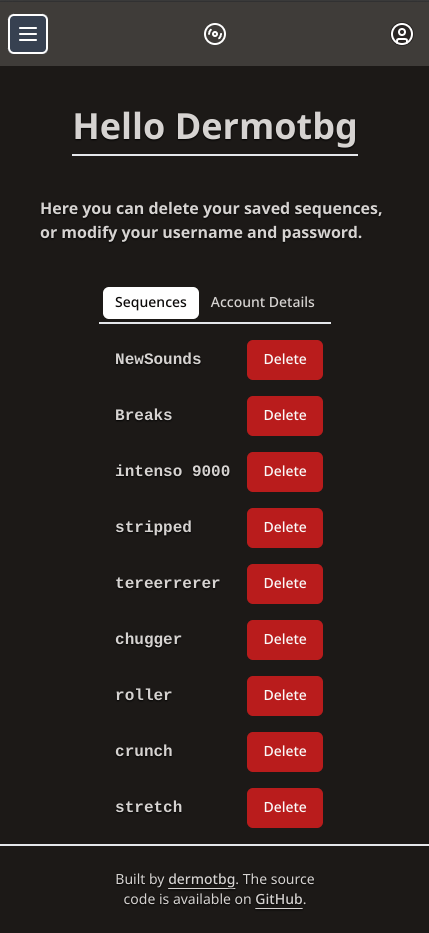 Hello Dermotbg
Here you can delete your saved sequences,
or modify your username and password.
Sequences Account Details
NewSounds Delete
Breaks Delete
intenso 9000 Delete
stripped Delete
tereerrerer Delete
chugger Delete
roller Delete
crunch Delete
stretch Delete
Built by dermotbg. The source
code is available on GitHub.